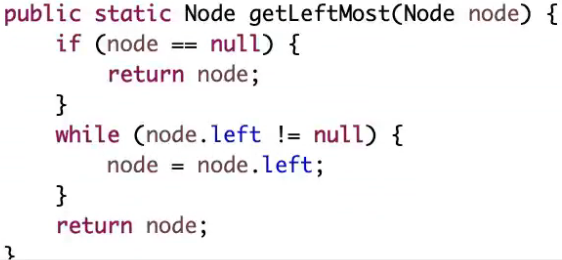 public static Node getLeftMost(Node node) {
    if (node == null) {
        return node;
    }
    while (node.left != null) {
        node = node.left;
    }
    return node;
}